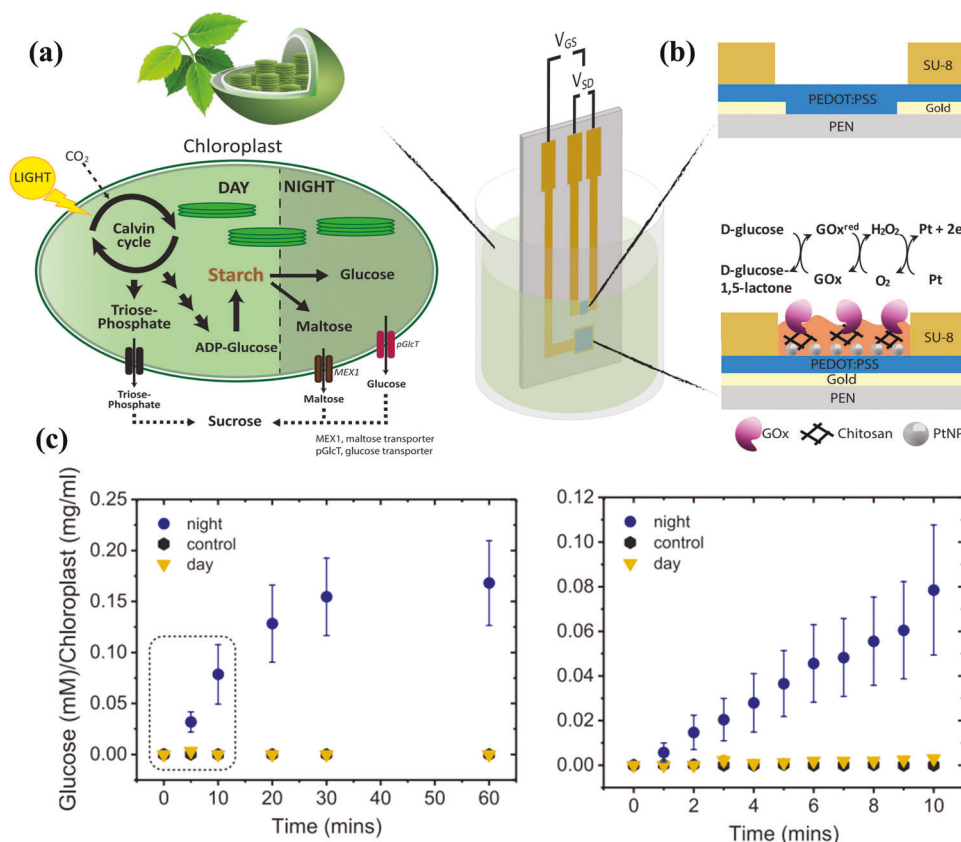 (a)
Chloroplast
LIGHT
CO2
DAY
NIGHT
Calvin
cycle
Starch
Glucose
Triose-
Phosphate
ADP-Glucose
Maltose
MEX1
pGlcT
Triose-
Phosphate
Maltose
Glucose
Sucrose
MEX1, maltose transporter
pGlcT, glucose transporter
VGS
VSD
(b)
SU-8
PEDOT:PSS
Gold
PEN
D-glucose
GOxred
H2O2
Pt + 2e
D-glucose-
1,5-lactone
GOx
O2
Pt
SU-8
PEDOT:PSS
Gold
PEN
GOx
Chitosan
PtNP
(c)
Glucose (mM)/Chloroplast (mg/ml)
0.25
0.20
0.15
0.10
0.05
0.00
night
control
day
0 10 20 30 40 50 60
Time (mins)
0.12
0.10
0.08
0.06
0.04
0.02
0.00
night
control
day
0 2 4 6 8 10
Time (mins)